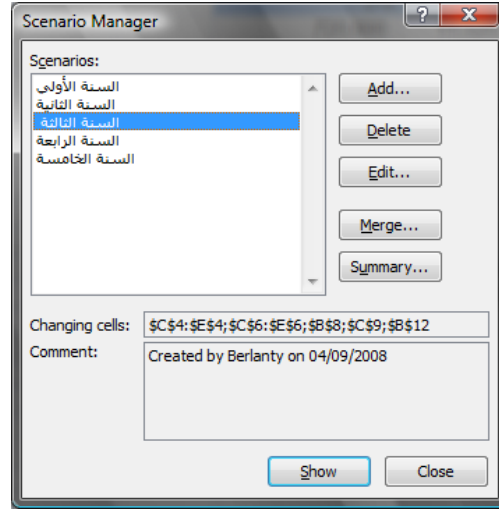 Scenario Manager
Scenarios:
السنة الأولى
السنة الثانية
السنة الثالثة
السنة الرابعة
السنة الخامسة
Add...
Delete
Edit...
Merge...
Summary...
Changing cells:
$C$4:$E$4;$C$6:$E$6;$B$8;$C$9;$B$12
Comment:
Created by Berlanty on 04/09/2008
Show
Close